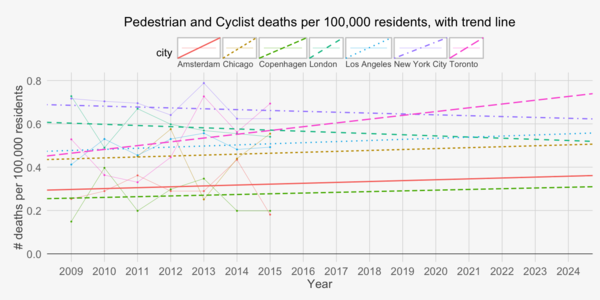 Pedestrian and Cyclist deaths per 100,000 residents, with trend line
city
Amsterdam Chicago Copenhagen London Los Angeles New York City Toronto
# deaths per 100,000 residents
0.8
0.6
0.4
0.2
0.0
2009 2010 2011 2012 2013 2014 2015 2016 2017 2018 2019 2020 2021 2022 2023 2024
Year